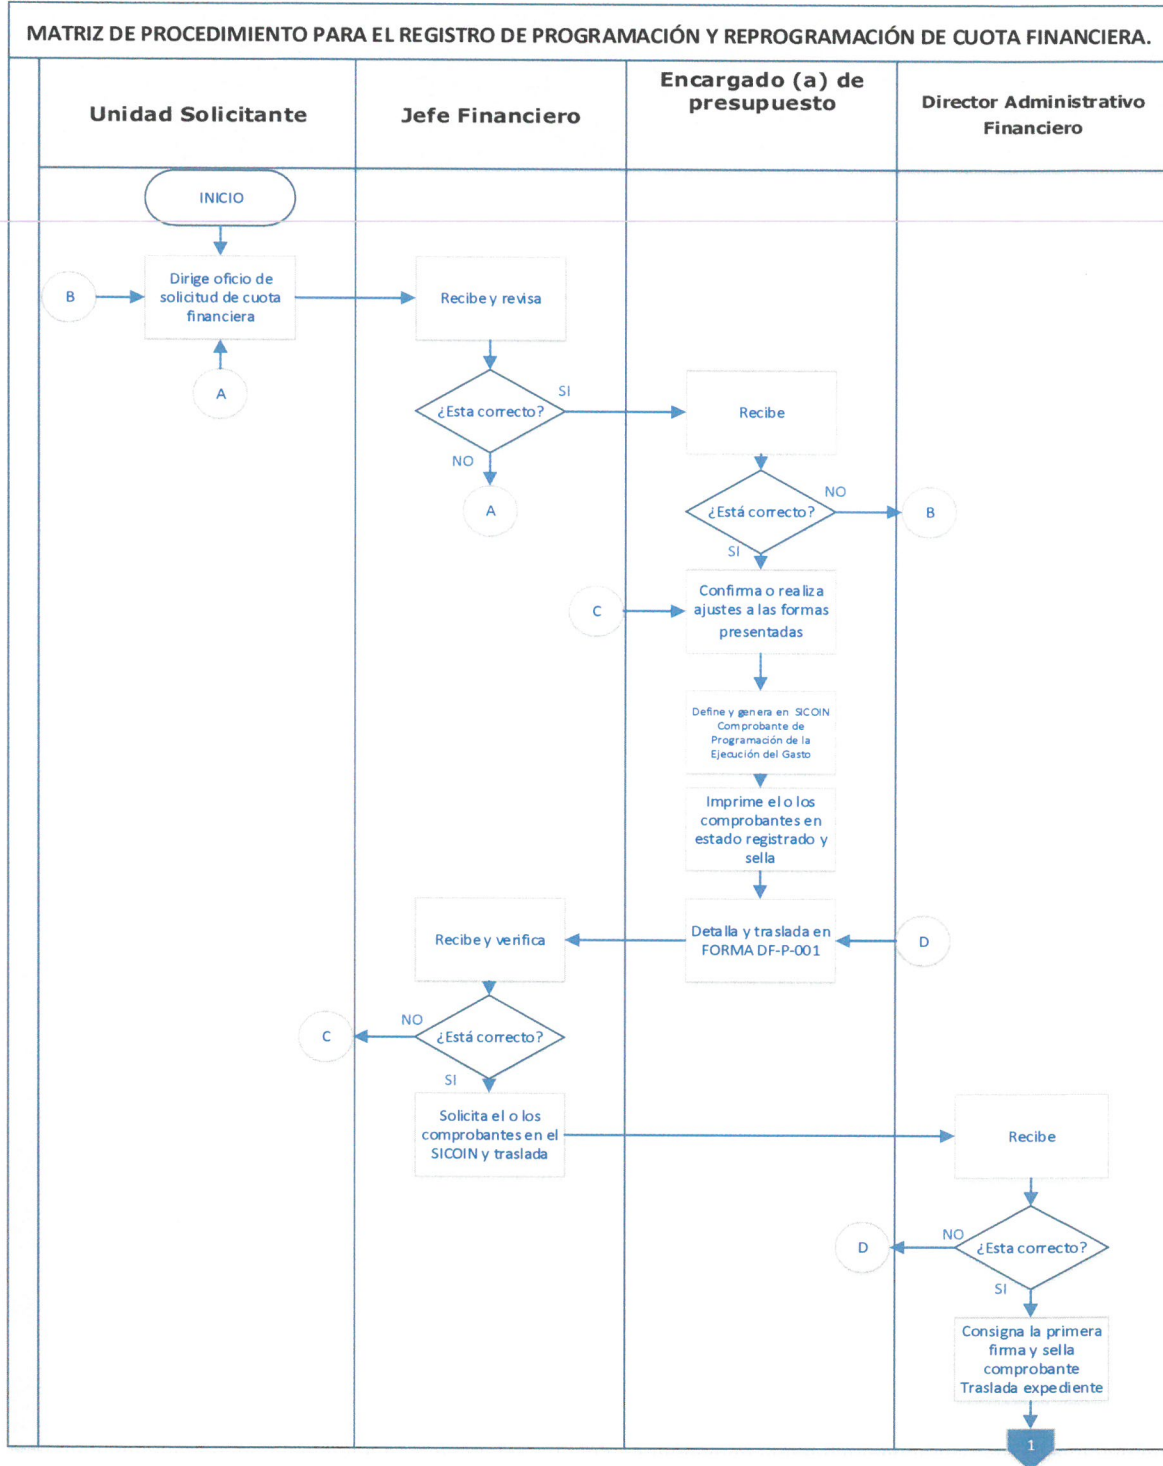 MATRIZ DE PROCEDIMIENTO PARA EL REGISTRO DE PROGRAMACIÓN Y REPROGRAMACIÓN DE CUOTA FINANCIERA.
Unidad Solicitante
Jefe Financiero
Encargado (a) de
presupuesto
Director Administrativo
Financiero
INICIO
B
Dirige oficio de
solicitud de cuota
financiera
Recibe y revisa
A
¿Esta correcto?
SI
NO
A
Recibe
¿Está correcto?
NO
B
SI
C
Confirma o realiza
ajustes a las formas
presentadas
Define y genera en SICOIN
Comprobante de
Programación de la
Ejecución del Gasto
Imprime el o los
comprobantes en
estado registrado y
sella
Detalla y traslada en
FORMA DF-P-001
D
Recibe y verifica
¿Está correcto?
NO
C
SI
Solicita el o los
comprobantes en el
SICOIN y traslada
Recibe
¿Esta correcto?
NO
D
SI
Consigna la primera
firma y sella
comprobante
Traslada expediente
1